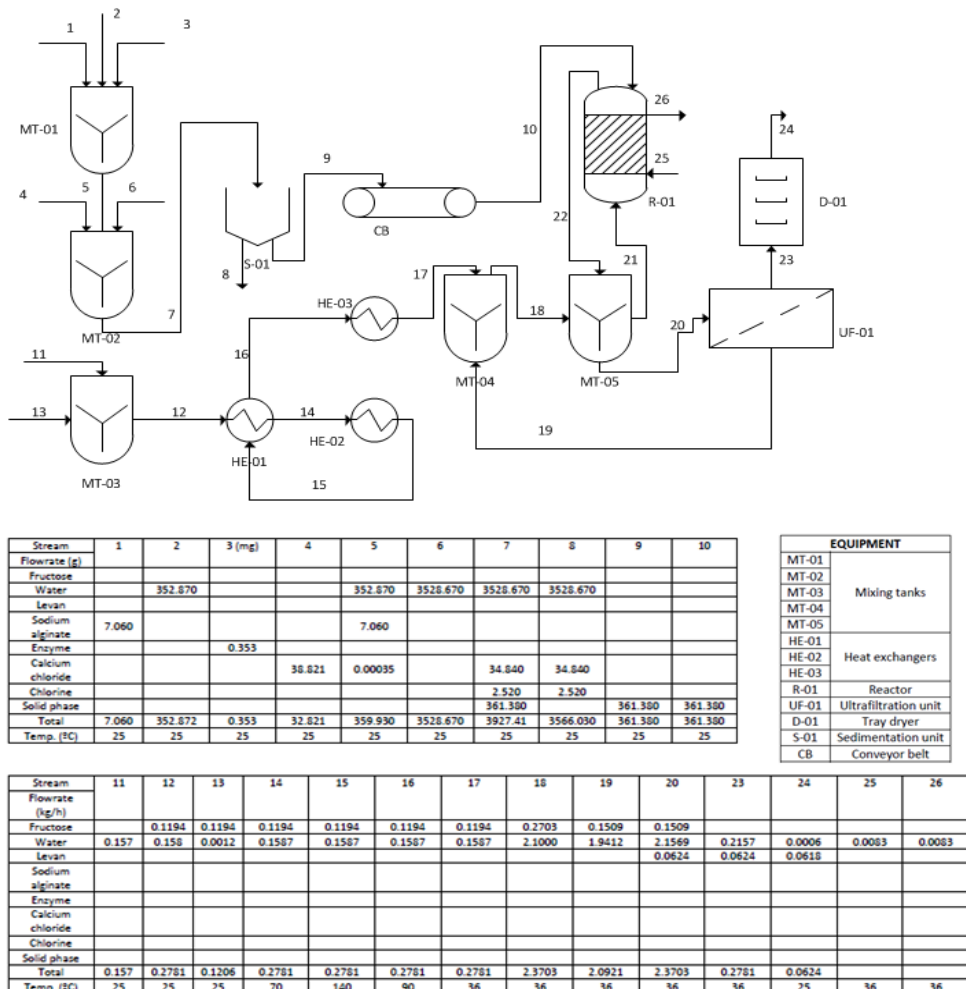 2
1
3
10
26
MT-01
24
9
25
4
5
6
22
R-01
D-01
CB
21
23
S-01
8
17
7
HE-03
18
MT-02
20
UF-01
11
16
MT-04
MT-05
13
12
14
19
HE-02
HE-01
15
MT-03
Stream 1 2 3 (mg) 4 5 6 7 8 9 10
Flowrate (g)
Fructose
Water 352.870 352.870 3528.670 3528.670 3528.670
Levan
Sodium
alginate 7.060 7.060
Enzyme 0.353
Calcium
chloride 38.821 0.00035 34.840 34.840
Chlorine 2.520 2.520
Solid phase 361.380 361.380 361.380
Total 7.060 352.872 0.353 32.821 359.930 3528.670 3927.41 3566.030 361.380 361.380
Temp. (ºC) 25 25 25 25 25 25 25 25 25 25
EQUIPMENT
MT-01
MT-02
MT-03 Mixing tanks
MT-04
MT-05
HE-01
HE-02 Heat exchangers
HE-03
R-01 Reactor
UF-01 Ultrafiltration unit
D-01 Tray dryer
S-01 Sedimentation unit
CB Conveyor belt
Stream 11 12 13 14 15 16 17 18 19 20 23 24 25 26
Flowrate
(kg/h)
Fructose 0.1194 0.1194 0.1194 0.1194 0.1194 0.1194 0.2703 0.1509 0.1509
Water 0.157 0.158 0.0012 0.1587 0.1587 0.1587 0.1587 2.1000 1.9412 2.1569 0.2157 0.0006 0.0083 0.0083
Levan 0.0624 0.0624 0.0618
Sodium
alginate
Enzyme
Calcium
chloride
Chlorine
Solid phase
Total 0.157 0.2781 0.1206 0.2781 0.2781 0.2781 0.2781 2.3703 2.0921 2.3703 0.2781 0.0624
Temp. (ºC) 25 25 25 70 140 90 36 36 36 36 36 25 36 36